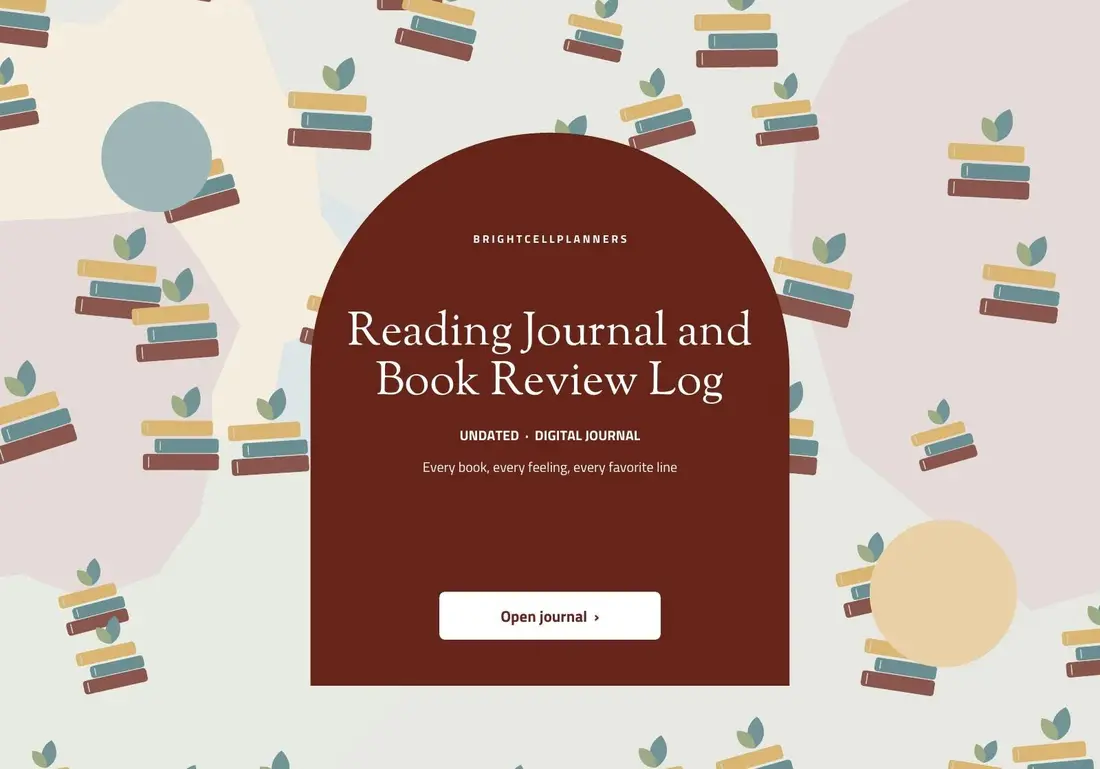 BRIGHTCELLPLANNERS
Reading Journal and
Book Review Log
UNDATED · DIGITAL JOURNAL
Every book, every feeling, every favorite line
Open journal ›